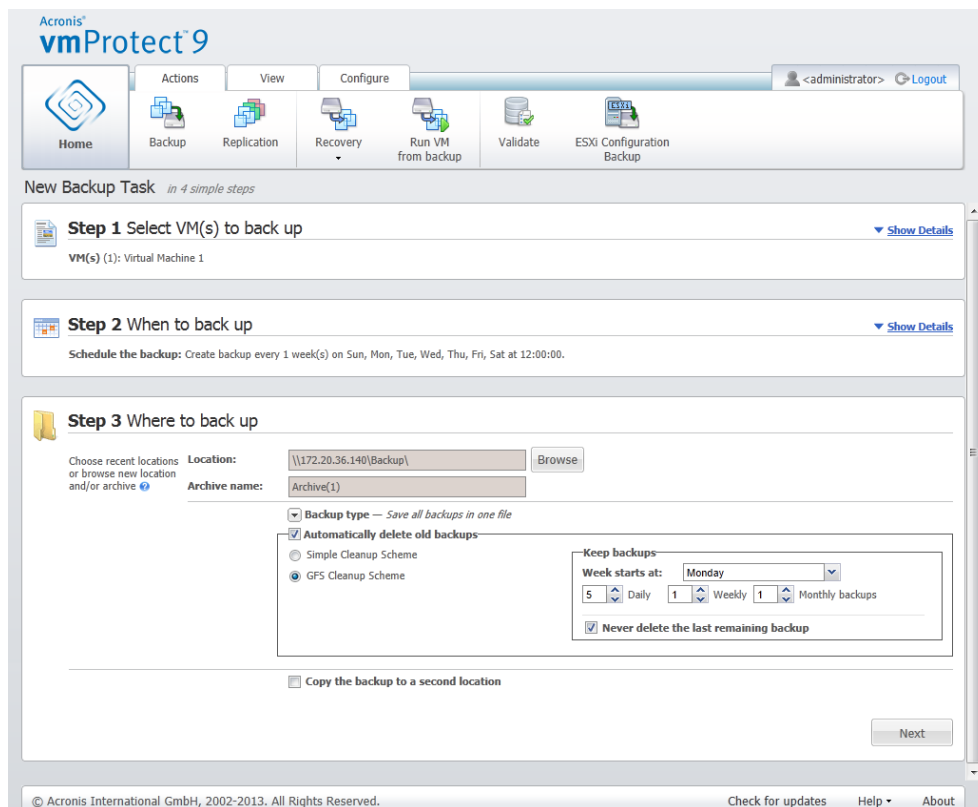 Acronis®
vmProtect™9
Actions View Configure
<administrator> Logout
Home
Backup
Replication
Recovery
Run VM
from backup
Validate
ESXi
ESXi Configuration
Backup
New Backup Task in 4 simple steps
Step 1 Select VM(s) to back up
Show Details
VM(s) (1): Virtual Machine 1
Step 2 When to back up
Show Details
Schedule the backup: Create backup every 1 week(s) on Sun, Mon, Tue, Wed, Thu, Fri, Sat at 12:00:00.
Step 3 Where to back up
Choose recent locations
or browse new location
and/or archive ?
Location: \\172.20.36.140\Backup\ Browse
Archive name: Archive(1)
Backup type — Save all backups in one file
Automatically delete old backups
Simple Cleanup Scheme
GFS Cleanup Scheme
Keep backups
Week starts at: Monday
5 Daily 1 Weekly 1 Monthly backups
Never delete the last remaining backup
Copy the backup to a second location
Next
© Acronis International GmbH, 2002-2013. All Rights Reserved.
Check for updates Help About